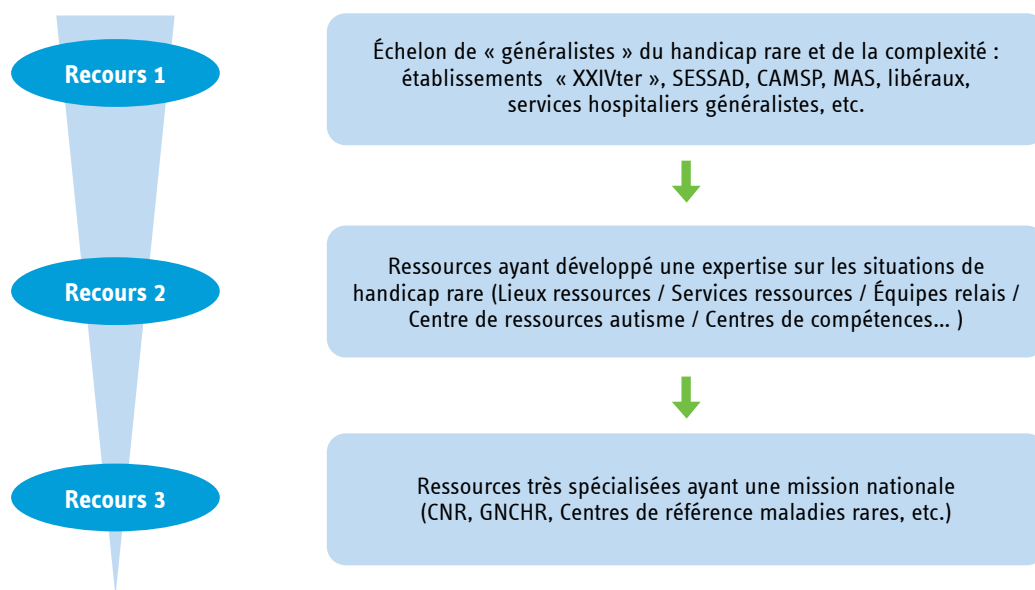 Recours 1
Échelon de « généralistes » du handicap rare et de la complexité :
établissements « XXIVter », SESSAD, CAMSP, MAS, libéraux,
services hospitaliers généralistes, etc.
Recours 2
Ressources ayant développé une expertise sur les situations de
handicap rare (Lieux ressources / Services ressources / Équipes relais /
Centre de ressources autisme / Centres de compétences... )
Recours 3
Ressources très spécialisées ayant une mission nationale
(CNR, GNCHR, Centres de référence maladies rares, etc.)